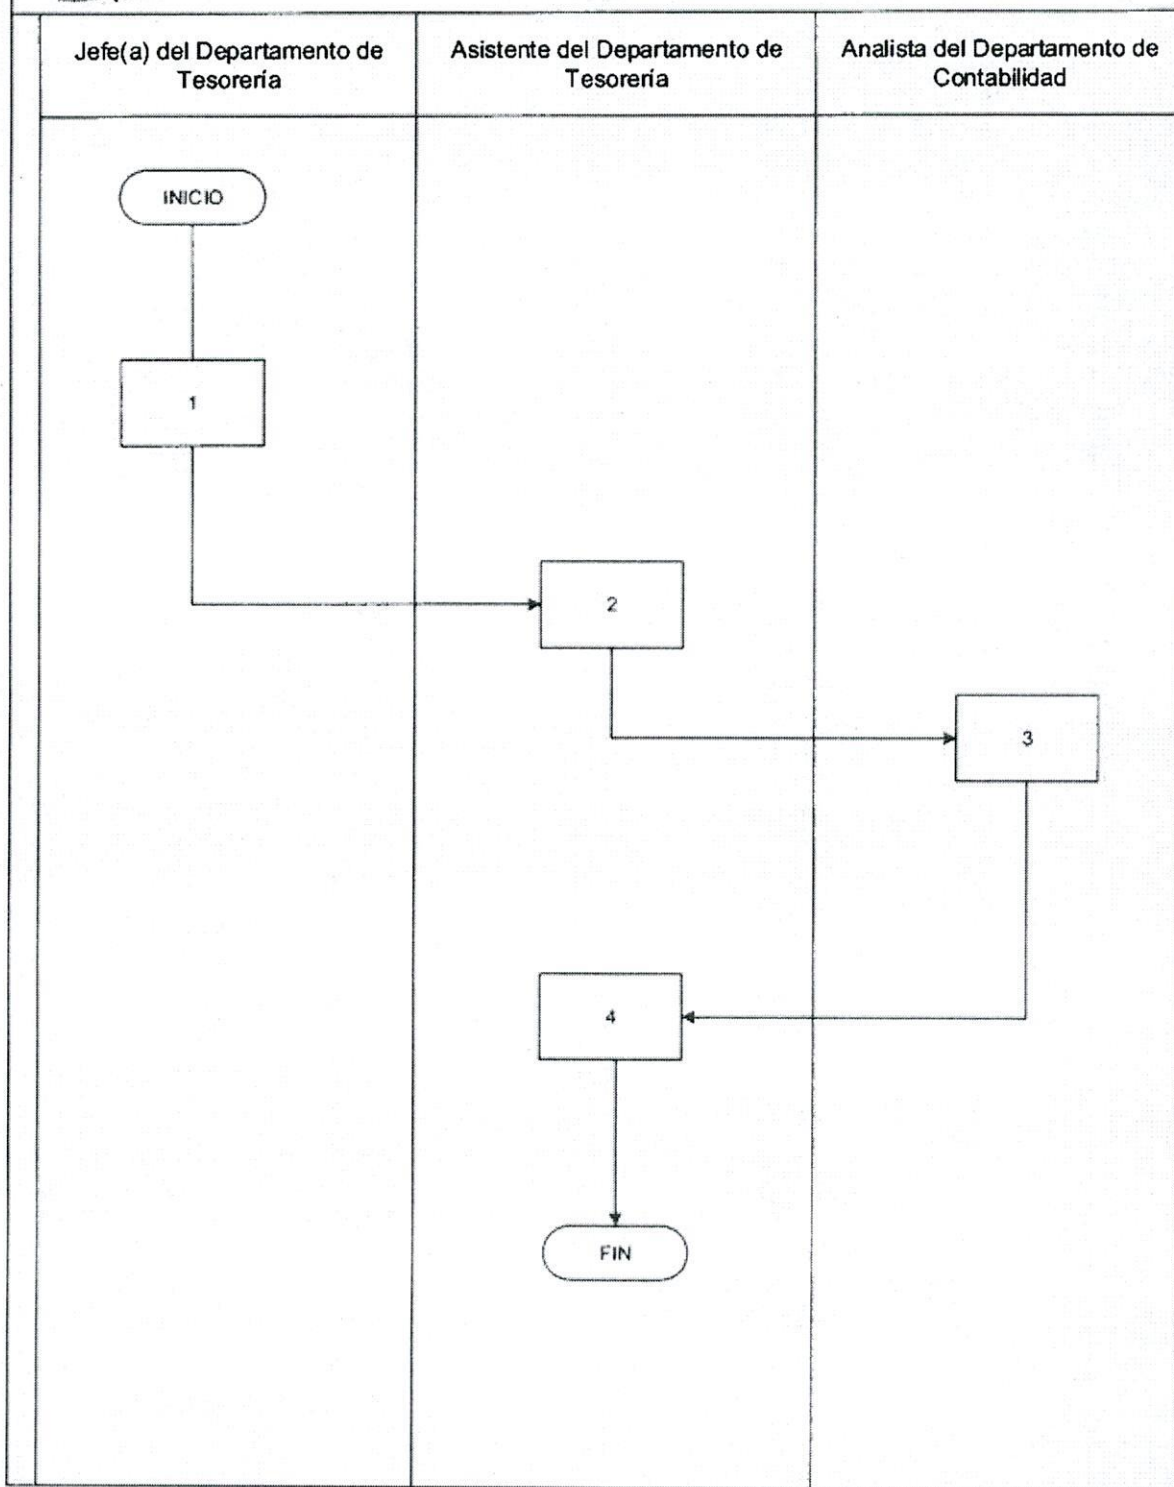 Jefe(a) del Departamento de
Tesorería
Asistente del Departamento de
Tesorería
Analista del Departamento de
Contabilidad
INICIO
1
2
3
4
FIN